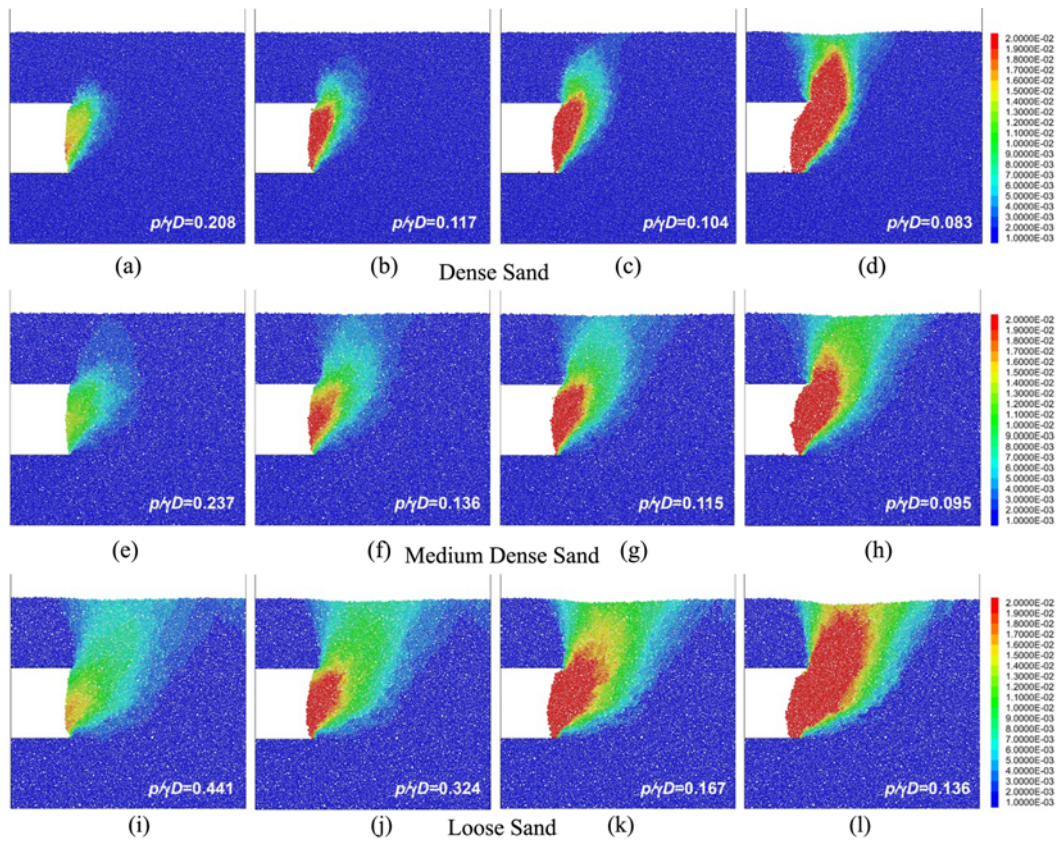 2.0000E-02
1.9000E-02
1.8000E-02
1.7000E-02
1.6000E-02
1.5000E-02
1.4000E-02
1.3000E-02
1.2000E-02
1.1000E-02
1.0000E-02
9.0000E-03
8.0000E-03
7.0000E-03
6.0000E-03
5.0000E-03
4.0000E-03
3.0000E-03
2.0000E-03
1.0000E-03
p/γD=0.208
p/γD=0.117
p/γD=0.104
p/γD=0.083
(a)
(b)
(c)
(d)
Dense Sand
2.0000E-02
1.9000E-02
1.8000E-02
1.7000E-02
1.6000E-02
1.5000E-02
1.4000E-02
1.3000E-02
1.2000E-02
1.1000E-02
1.0000E-02
9.0000E-03
8.0000E-03
7.0000E-03
6.0000E-03
5.0000E-03
4.0000E-03
3.0000E-03
2.0000E-03
1.0000E-03
p/γD=0.237
p/γD=0.136
p/γD=0.115
p/γD=0.095
(e)
(f)
(g)
(h)
Medium Dense Sand
2.0000E-02
1.9000E-02
1.8000E-02
1.7000E-02
1.6000E-02
1.5000E-02
1.4000E-02
1.3000E-02
1.2000E-02
1.1000E-02
1.0000E-02
9.0000E-03
8.0000E-03
7.0000E-03
6.0000E-03
5.0000E-03
4.0000E-03
3.0000E-03
2.0000E-03
1.0000E-03
p/γD=0.441
p/γD=0.324
p/γD=0.167
p/γD=0.136
(i)
(j)
(k)
(l)
Loose Sand